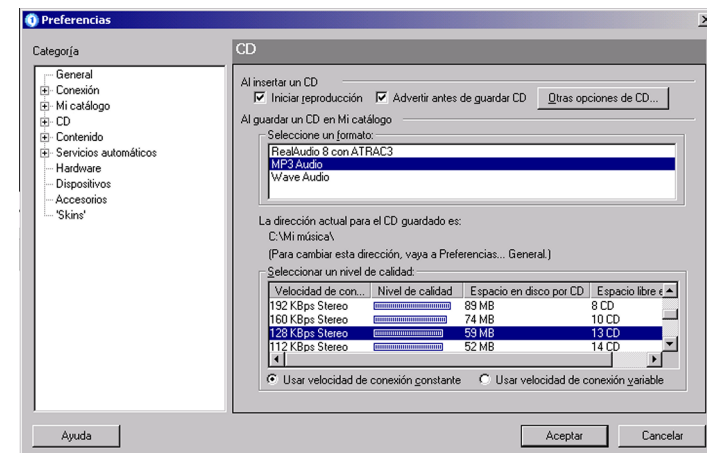 Preferencias
Categoría
General
Conexión
Mi catálogo
CD
Contenido
Servicios automáticos
Hardware
Dispositivos
Accesorios
'Skins'
CD
Al insertar un CD
Iniciar reproducción Advertir antes de guardar CD Otras opciones de CD...
Al guardar un CD en Mi catálogo
Seleccione un formato:
RealAudio 8 con ATRAC3
MP3 Audio
Wave Audio
La dirección actual para el CD guardado es:
C:\Mi música\
(Para cambiar esta dirección, vaya a Preferencias... General.)
Seleccionar un nivel de calidad:
Velocidad de con... Nivel de calidad Espacio en disco por CD Espacio libre e
192 KBps Stereo 89 MB 8 CD
160 KBps Stereo 74 MB 10 CD
128 KBps Stereo 59 MB 13 CD
112 KBps Stereo 52 MB 14 CD
Usar velocidad de conexión constante Usar velocidad de conexión variable
Ayuda Aceptar Cancelar